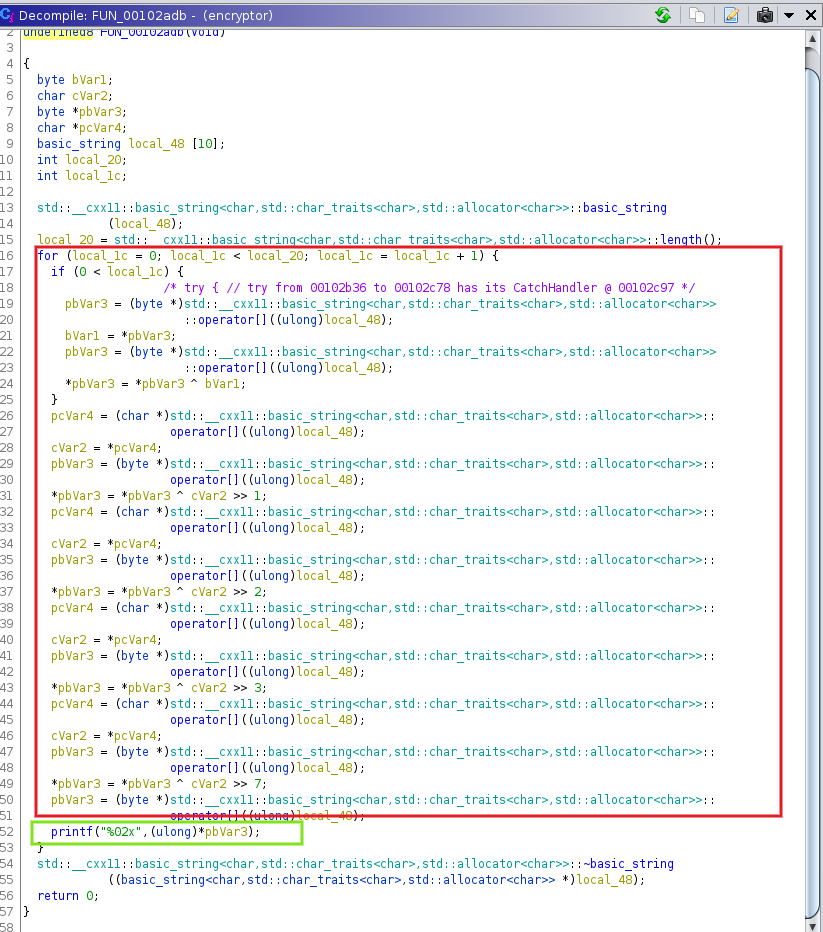 Decompile: FUN_00102adb - (encryptor)
2 undefined8 FUN_00102adb(void)
3
4 {
5 byte bVar1;
6 char cVar2;
7 byte *pbVar3;
8 char *pcVar4;
9 basic_string local_48 [10];
10 int local_20;
11 int local_1c;
12
13 std::__cxx11::basic_string<char,std::char_traits<char>,std::allocator<char>>::basic_string
14 (local_48);
15 local_20 = std::__cxx11::basic_string<char,std::char_traits<char>,std::allocator<char>>::length();
16 for (local_1c = 0; local_1c < local_20; local_1c = local_1c + 1) {
17 if (0 < local_1c) {
18 /* try { // try from 00102b36 to 00102c78 has its CatchHandler @ 00102c97 */
19 pbVar3 = (byte *)std::__cxx11::basic_string<char,std::char_traits<char>,std::allocator<char>>
20 ::operator[]((ulong)local_48);
21 bVar1 = *pbVar3;
22 pbVar3 = (byte *)std::__cxx11::basic_string<char,std::char_traits<char>,std::allocator<char>>
23 ::operator[]((ulong)local_48);
24 *pbVar3 = *pbVar3 ^ bVar1;
25 }
26 pcVar4 = (char *)std::__cxx11::basic_string<char,std::char_traits<char>,std::allocator<char>>::
27 operator[]((ulong)local_48);
28 cVar2 = *pcVar4;
29 pbVar3 = (byte *)std::__cxx11::basic_string<char,std::char_traits<char>,std::allocator<char>>::
30 operator[]((ulong)local_48);
31 *pbVar3 = *pbVar3 ^ cVar2 >> 1;
32 pcVar4 = (char *)std::__cxx11::basic_string<char,std::char_traits<char>,std::allocator<char>>::
33 operator[]((ulong)local_48);
34 cVar2 = *pcVar4;
35 pbVar3 = (byte *)std::__cxx11::basic_string<char,std::char_traits<char>,std::allocator<char>>::
36 operator[]((ulong)local_48);
37 *pbVar3 = *pbVar3 ^ cVar2 >> 2;
38 pcVar4 = (char *)std::__cxx11::basic_string<char,std::char_traits<char>,std::allocator<char>>::
39 operator[]((ulong)local_48);
40 cVar2 = *pcVar4;
41 pbVar3 = (byte *)std::__cxx11::basic_string<char,std::char_traits<char>,std::allocator<char>>::
42 operator[]((ulong)local_48);
43 *pbVar3 = *pbVar3 ^ cVar2 >> 3;
44 pcVar4 = (char *)std::__cxx11::basic_string<char,std::char_traits<char>,std::allocator<char>>::
45 operator[]((ulong)local_48);
46 cVar2 = *pcVar4;
47 pbVar3 = (byte *)std::__cxx11::basic_string<char,std::char_traits<char>,std::allocator<char>>::
48 operator[]((ulong)local_48);
49 *pbVar3 = *pbVar3 ^ cVar2 >> 7;
50 pbVar3 = (byte *)std::__cxx11::basic_string<char,std::char_traits<char>,std::allocator<char>>::
51 operator[]((ulong)local_48);
52 printf("%02x",(ulong)*pbVar3);
53 }
54 std::__cxx11::basic_string<char,std::char_traits<char>,std::allocator<char>>::~basic_string
55 ((basic_string<char,std::char_traits<char>,std::allocator<char>> *)local_48);
56 return 0;
57 }
58